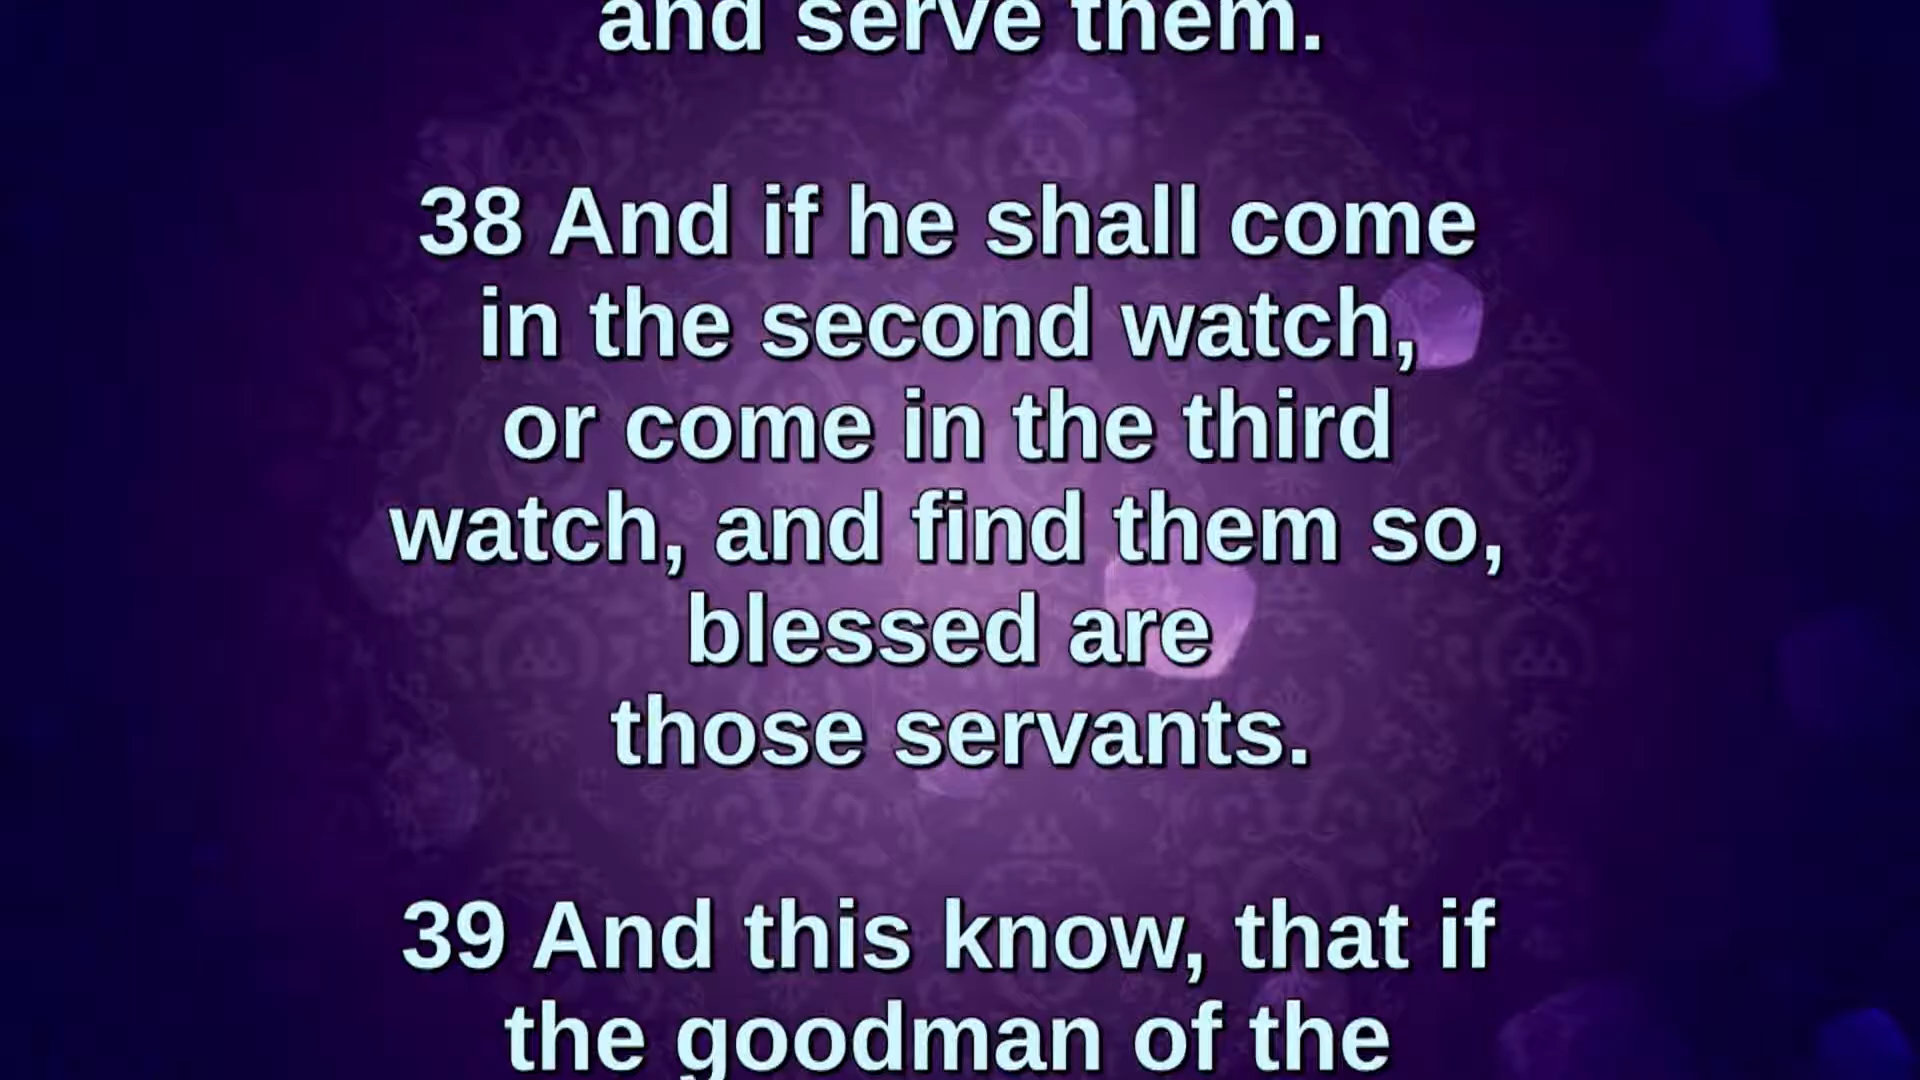 and serve them.
38 And if he shall come
in the second watch,
or come in the third
watch, and find them so,
blessed are
those servants.
39 And this know, that if
the goodman of the